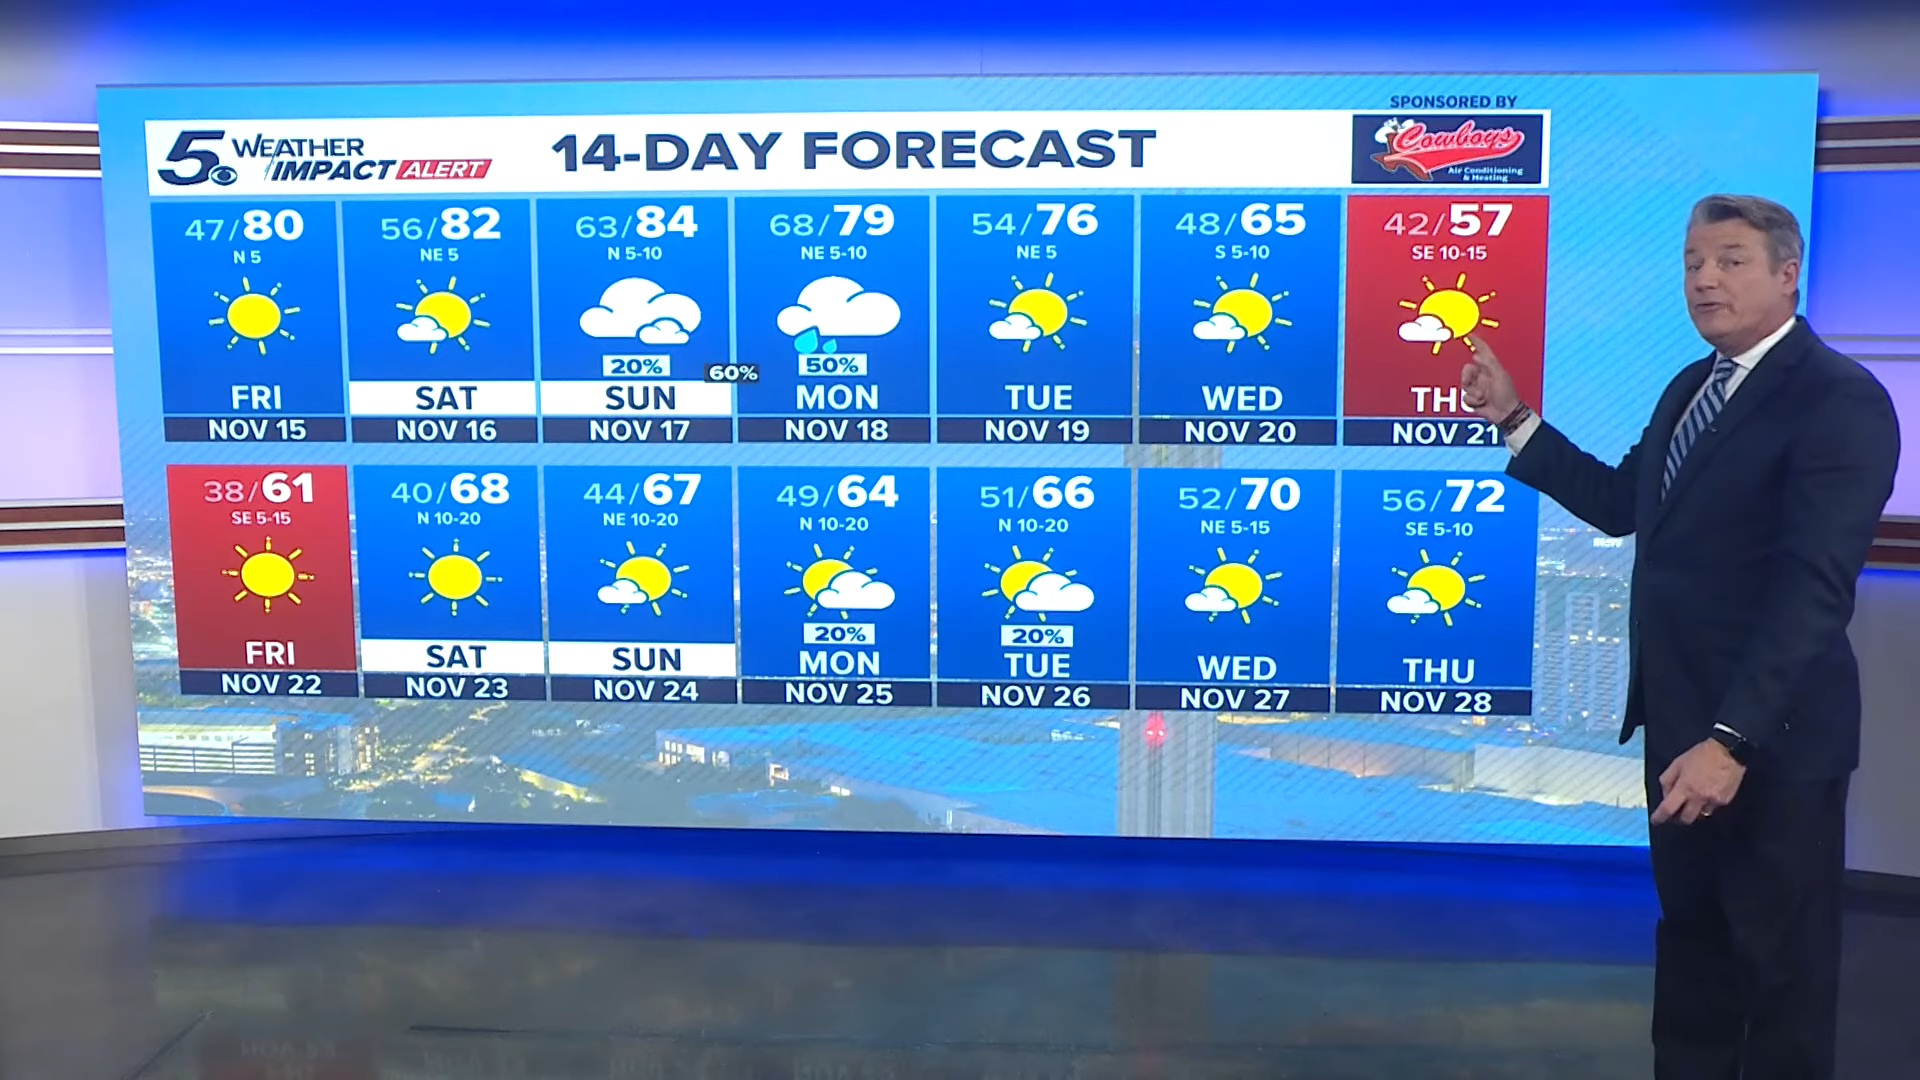 SPONSORED BY
5 WEATHER IMPACT ALERT
14-DAY FORECAST
Cowboys
Air Conditioning
& Heating
47/80
N 5
FRI
NOV 15
56/82
NE 5
SAT
NOV 16
63/84
N 5-10
20%
SUN
NOV 17
60%
68/79
NE 5-10
50%
MON
NOV 18
54/76
NE 5
TUE
NOV 19
48/65
S 5-10
WED
NOV 20
42/57
SE 10-15
THU
NOV 21
38/61
SE 5-15
FRI
NOV 22
40/68
N 10-20
SAT
NOV 23
44/67
NE 10-20
SUN
NOV 24
49/64
N 10-20
20%
MON
NOV 25
51/66
N 10-20
20%
TUE
NOV 26
52/70
NE 5-15
WED
NOV 27
56/72
SE 5-10
THU
NOV 28